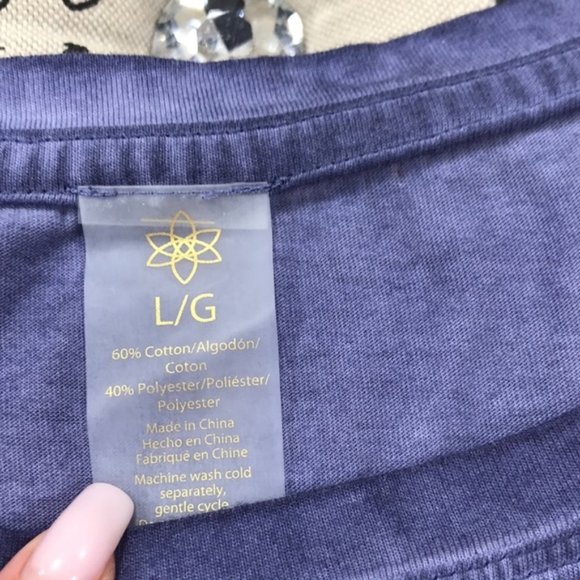 L/G
60% Cotton/Algodón/
Coton
40% Polyester/Poliéster/
Polyester
Made in China
Hecho en China
Fabriqué en Chine
Machine wash cold
separately,
gentle cycle